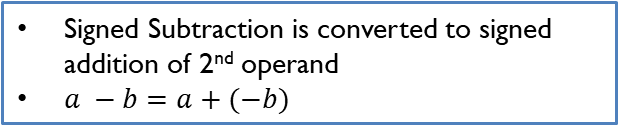 • Signed Subtraction is converted to signed
addition of 2nd operand
• a − b = a + (−b)